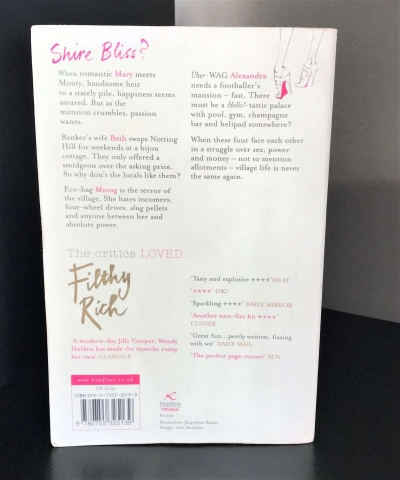 Shire Bliss?
When romantic Mary meets
Monty, handsome heir
to a stately pile, happiness seems
assured. But as the
mansion crumbles, passion
wanes.
Banker's wife Beth swaps Notting
Hill for weekends at a bijou
cottage. They only offered a
smidgeon over the asking price.
So why don't the locals like them?
Eco-hag Morag is the terror of
the village. She hates incomers,
four-wheel drives, slug pellets
and anyone between her and
absolute power.
Über-WAG Alexandra
needs a footballer's
mansion – fast. There
must be a Hello!-tastic palace
with pool, gym, champagne
bar and helipad somewhere?
When these four face each other
in a struggle over sex, power
and money – not to mention
allotments – village life is never
the same again.
The critics LOVED
Filthy
Rich
'A modern-day Jilly Cooper, Wendy
Holden has made the raunchy romp
her own' GLAMOUR
'Tasty and explosive ****' HEAT
'****' OK!
'Sparkling ****' DAILY MIRROR
'Another sure-fire hit ****'
CLOSER
'Great fun...pertly written, fizzing
with wit' DAILY MAIL
'The perfect page-turner' SUN
www.headline.co.uk
headline
review
Fiction